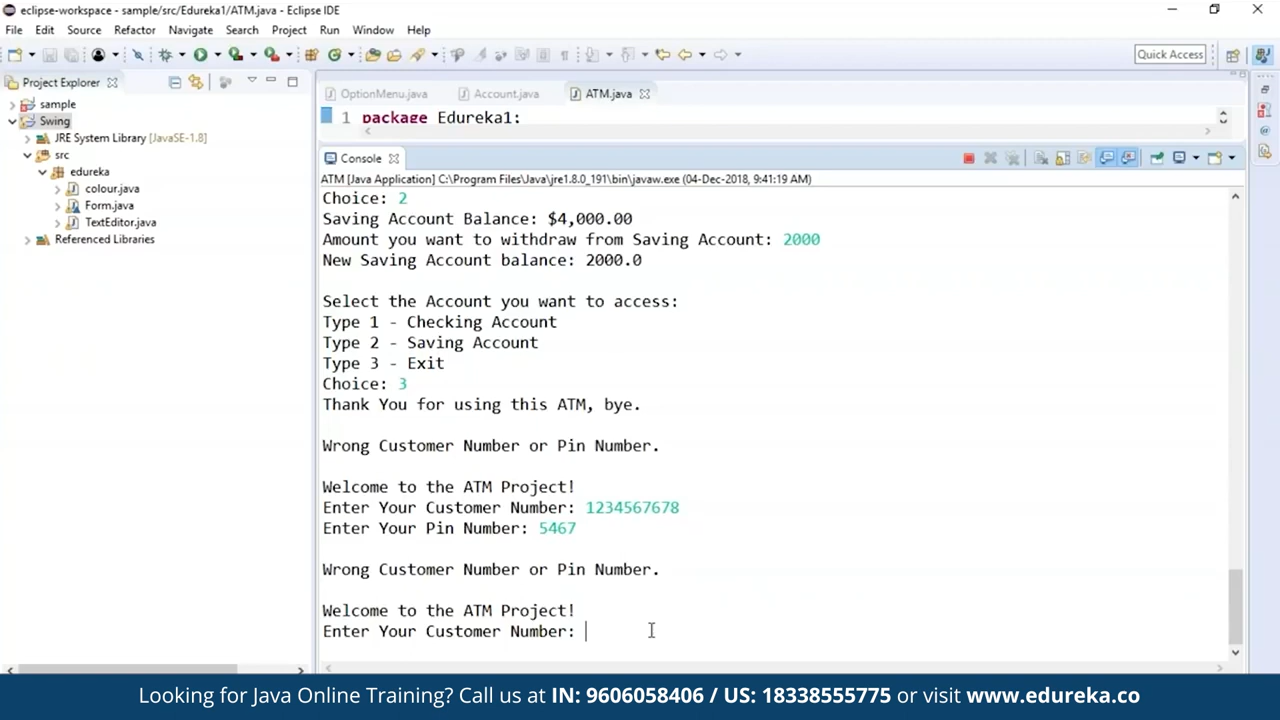 eclipse-workspace - sample/src/Edureka1/ATM.java - Eclipse IDE
File Edit Source Refactor Navigate Search Project Run Window Help
Quick Access
Project Explorer
sample
Swing
JRE System Library [JavaSE-1.8]
src
edureka
colour.java
Form.java
TextEditor.java
Referenced Libraries
OptionMenu.java Account.java ATM.java
1 package Edureka1;
Console
ATM [Java Application] C:\Program Files\Java\jre1.8.0_191\bin\javaw.exe (04-Dec-2018, 9:41:19 AM)
Choice: 2
Saving Account Balance: $4,000.00
Amount you want to withdraw from Saving Account: 2000
New Saving Account balance: 2000.0
Select the Account you want to access:
Type 1 - Checking Account
Type 2 - Saving Account
Type 3 - Exit
Choice: 3
Thank You for using this ATM, bye.
Wrong Customer Number or Pin Number.
Welcome to the ATM Project!
Enter Your Customer Number: 1234567678
Enter Your Pin Number: 5467
Wrong Customer Number or Pin Number.
Welcome to the ATM Project!
Enter Your Customer Number:
Looking for Java Online Training? Call us at IN: 9606058406 / US: 18338555775 or visit www.edureka.co